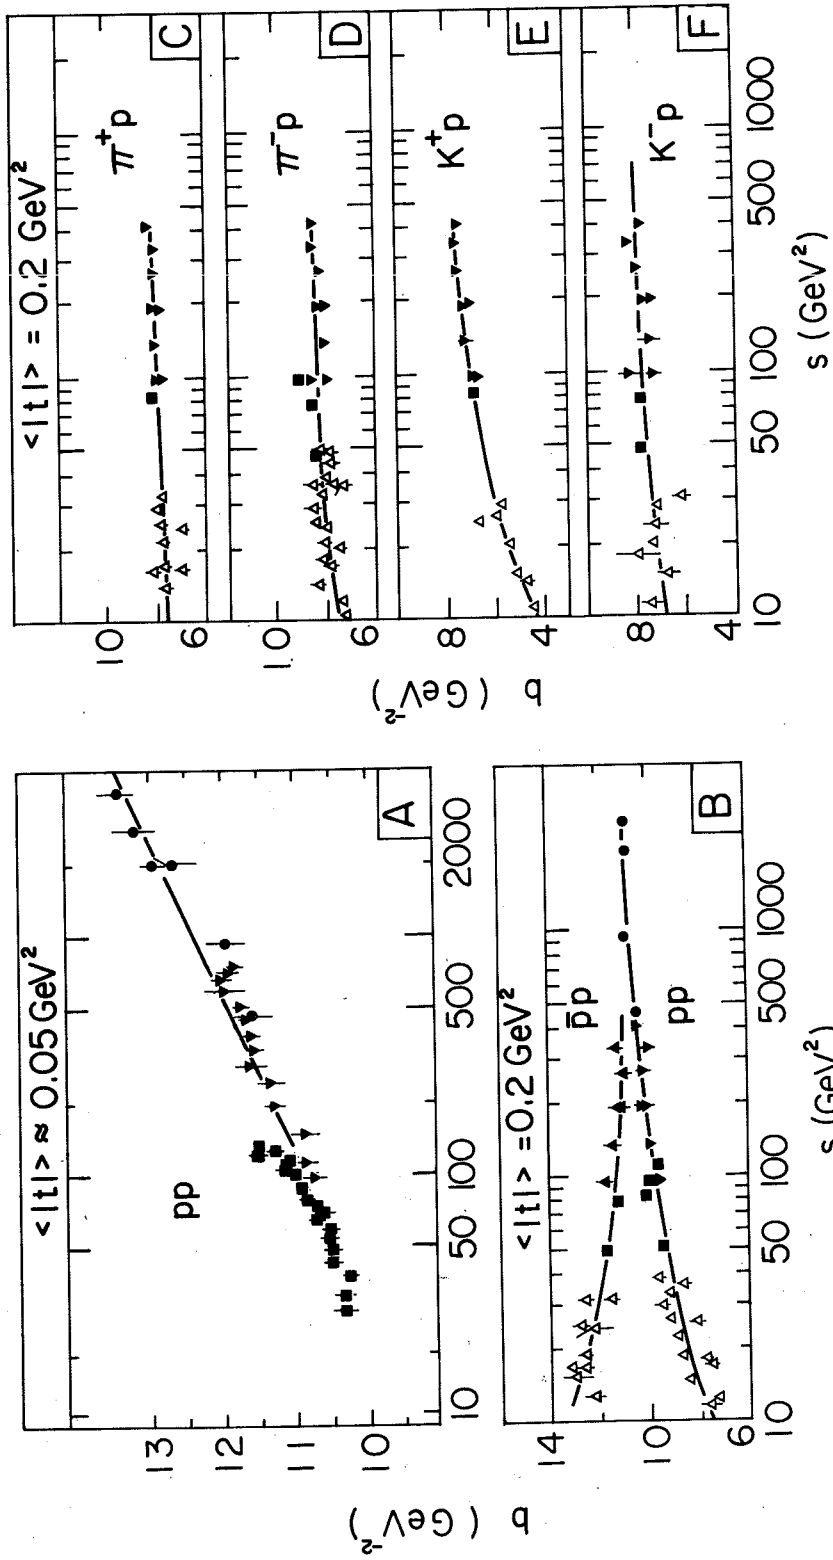 <|t|> ≈ 0.05 GeV²
pp
A
13
12
11
10
b (GeV⁻²)
10
50
100
500
2000
<|t|> = 0.2 GeV²
p̄p
pp
B
14
10
6
10
50
100
500
1000
s (GeV²)
<|t|> = 0.2 GeV²
π⁺p
C
10
6
π⁻p
D
10
6
b (GeV⁻²)
K⁺p
E
8
4
K⁻p
F
8
4
10
50
100
500
1000
s (GeV²)